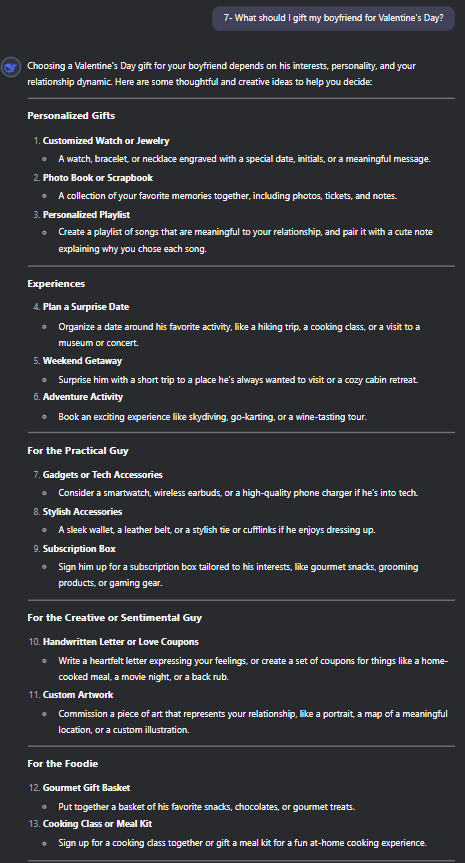 7- What should I gift my boyfriend for Valentine's Day?
Choosing a Valentine's Day gift for your boyfriend depends on his interests, personality, and your
relationship dynamic. Here are some thoughtful and creative ideas to help you decide:
Personalized Gifts
1. Customized Watch or Jewelry
A watch, bracelet, or necklace engraved with a special date, initials, or a meaningful message.
2. Photo Book or Scrapbook
A collection of your favorite memories together, including photos, tickets, and notes.
3. Personalized Playlist
Create a playlist of songs that are meaningful to your relationship, and pair it with a cute note
explaining why you chose each song.
Experiences
4. Plan a Surprise Date
Organize a date around his favorite activity, like a hiking trip, a cooking class, or a visit to a
museum or concert.
5. Weekend Getaway
Surprise him with a short trip to a place he's always wanted to visit or a cozy cabin retreat.
6. Adventure Activity
Book an exciting experience like skydiving, go-karting, or a wine-tasting tour.
For the Practical Guy
7. Gadgets or Tech Accessories
Consider a smartwatch, wireless earbuds, or a high-quality phone charger if he's into tech.
8. Stylish Accessories
A sleek wallet, a leather belt, or a stylish tie or cufflinks if he enjoys dressing up.
9. Subscription Box
Sign him up for a subscription box tailored to his interests, like gourmet snacks, grooming
products, or gaming gear.
For the Creative or Sentimental Guy
10. Handwritten Letter or Love Coupons
Write a heartfelt letter expressing your feelings, or create a set of coupons for things like a home-
cooked meal, a movie night, or a back rub.
11. Custom Artwork
Commission a piece of art that represents your relationship, like a portrait, a map of a meaningful
location, or a custom illustration.
For the Foodie
12. Gourmet Gift Basket
Put together a basket of his favorite snacks, chocolates, or gourmet treats.
13. Cooking Class or Meal Kit
Sign up for a cooking class together or gift a meal kit for a fun at-home cooking experience.